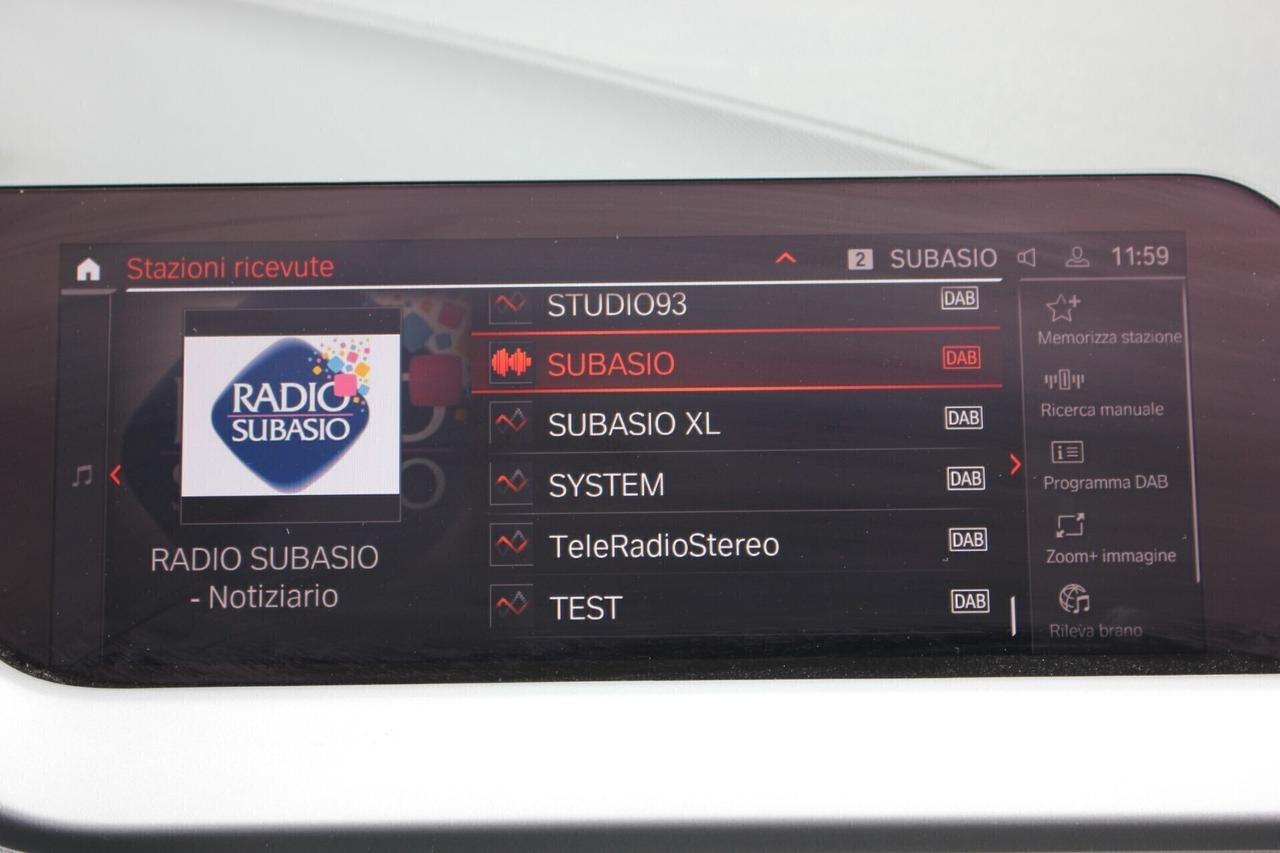 Stazioni ricevute
2 SUBASIO 11:59
RADIO
SUBASIO
RADIO SUBASIO
- Notiziario
STUDIO93 DAB
SUBASIO DAB
SUBASIO XL DAB
SYSTEM DAB
TeleRadioStereo DAB
TEST DAB
Memorizza stazione
Ricerca manuale
Programma DAB
Zoom+ immagine
Rileva brano